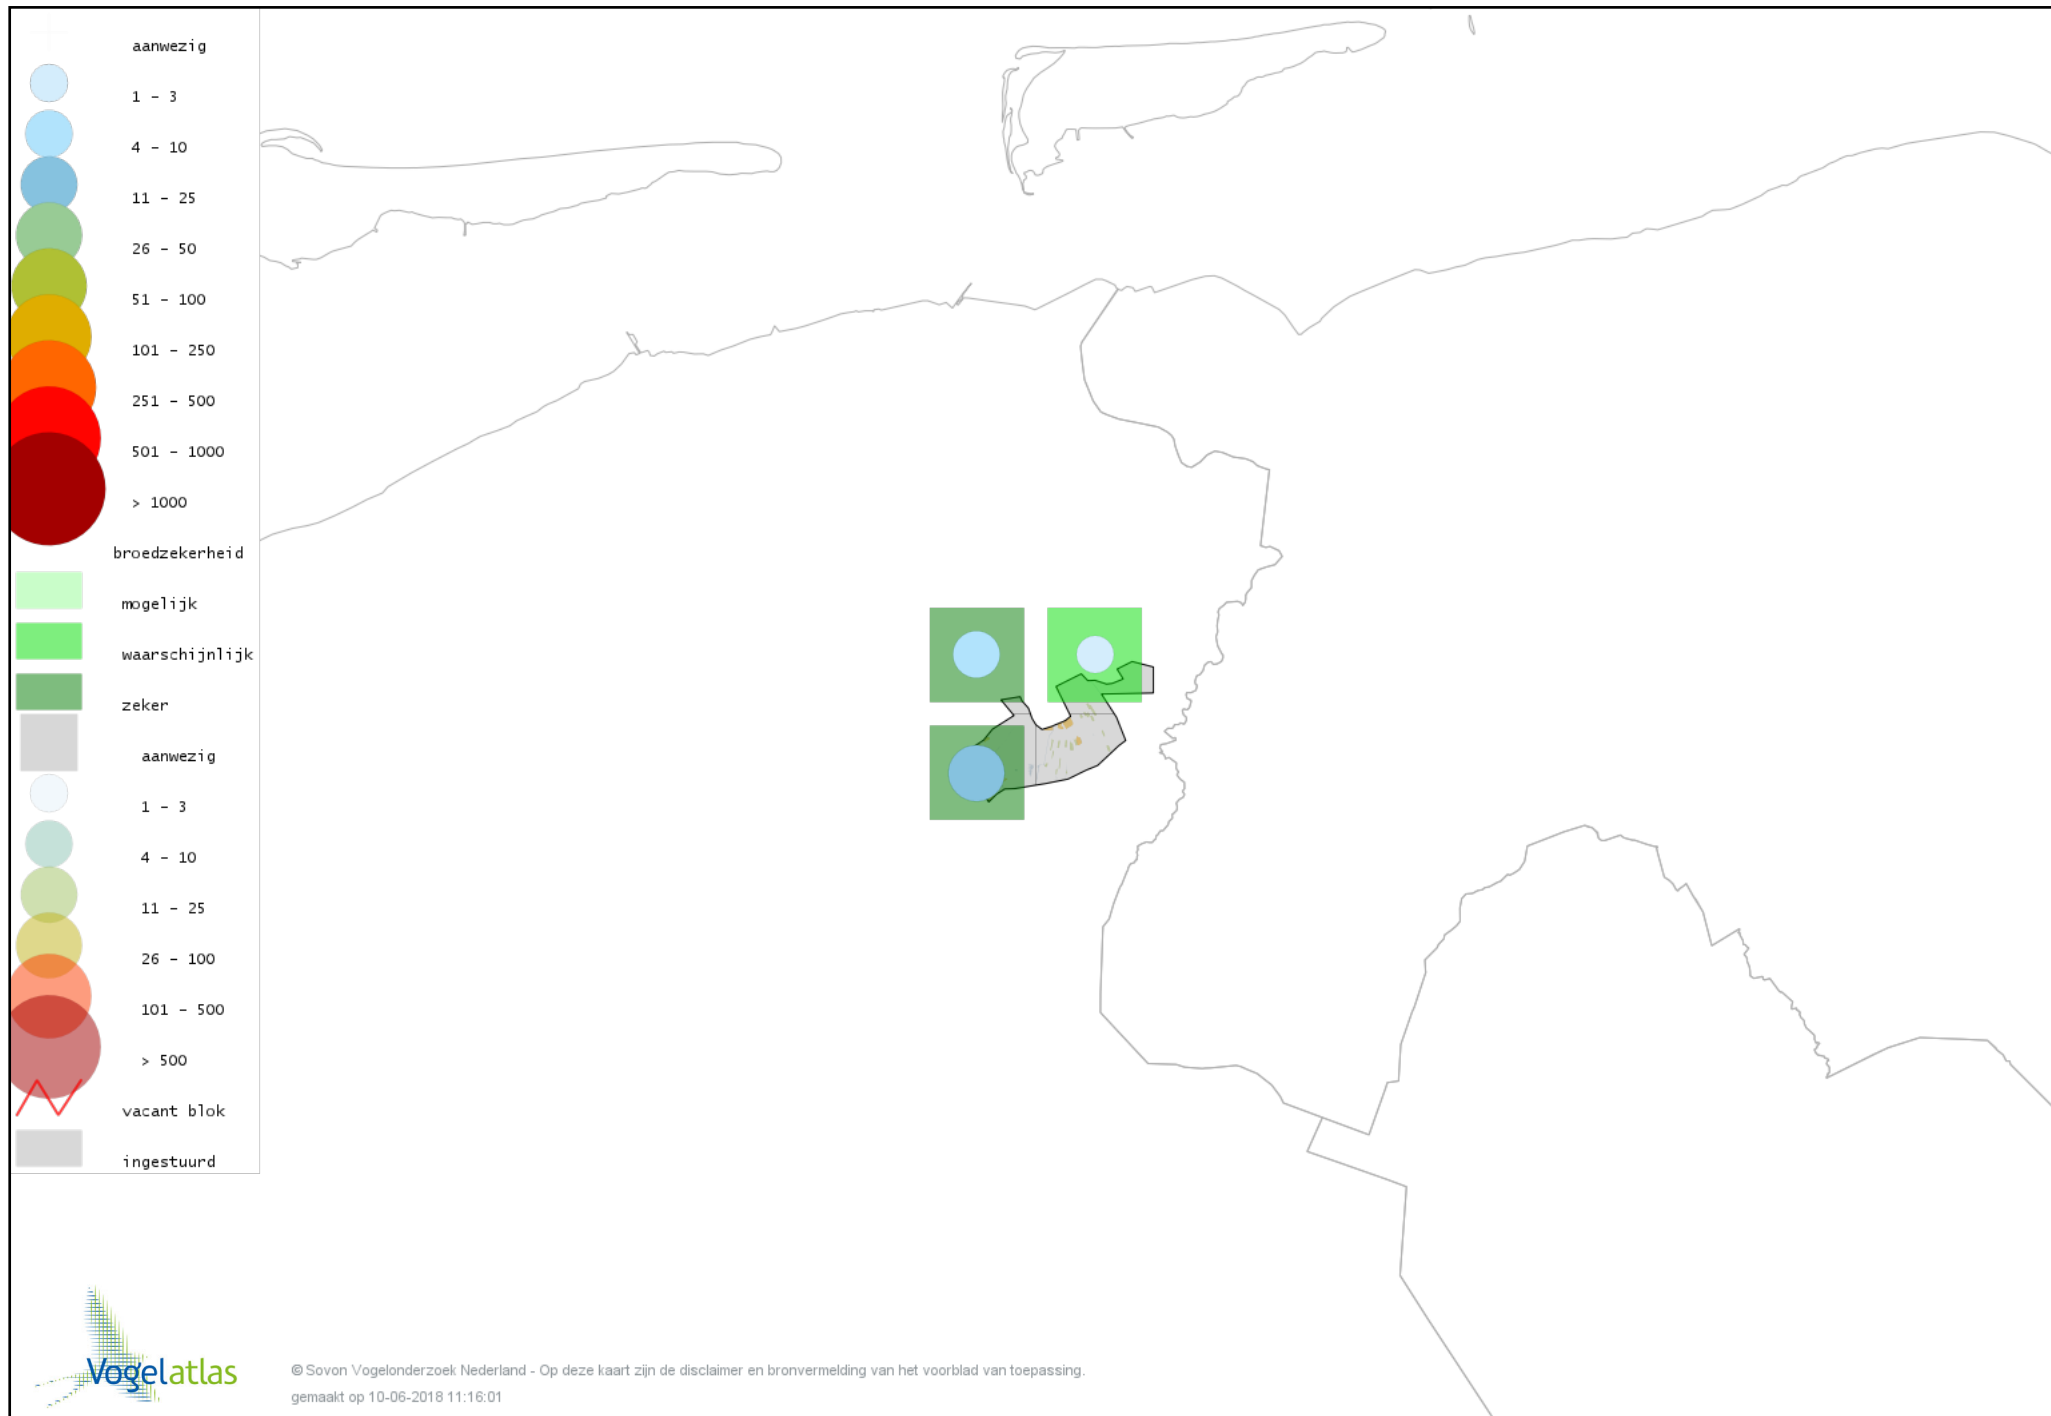 aanwezig
1 - 3
4 - 10
11 - 25
26 - 50
51 - 100
101 - 250
251 - 500
501 - 1000
> 1000
broedzekerheid
mogelijk
waarschijnlijk
zeker
aanwezig
1 - 3
4 - 10
11 - 25
26 - 100
101 - 500
> 500
vacant blok
ingestuurd
Vogelatlas
© Sovon Vogelonderzoek Nederland - Op deze kaart zijn de disclaimer en bronvermelding van het voorblad van toepassing.
gemaakt op 10-06-2018 11:16:01